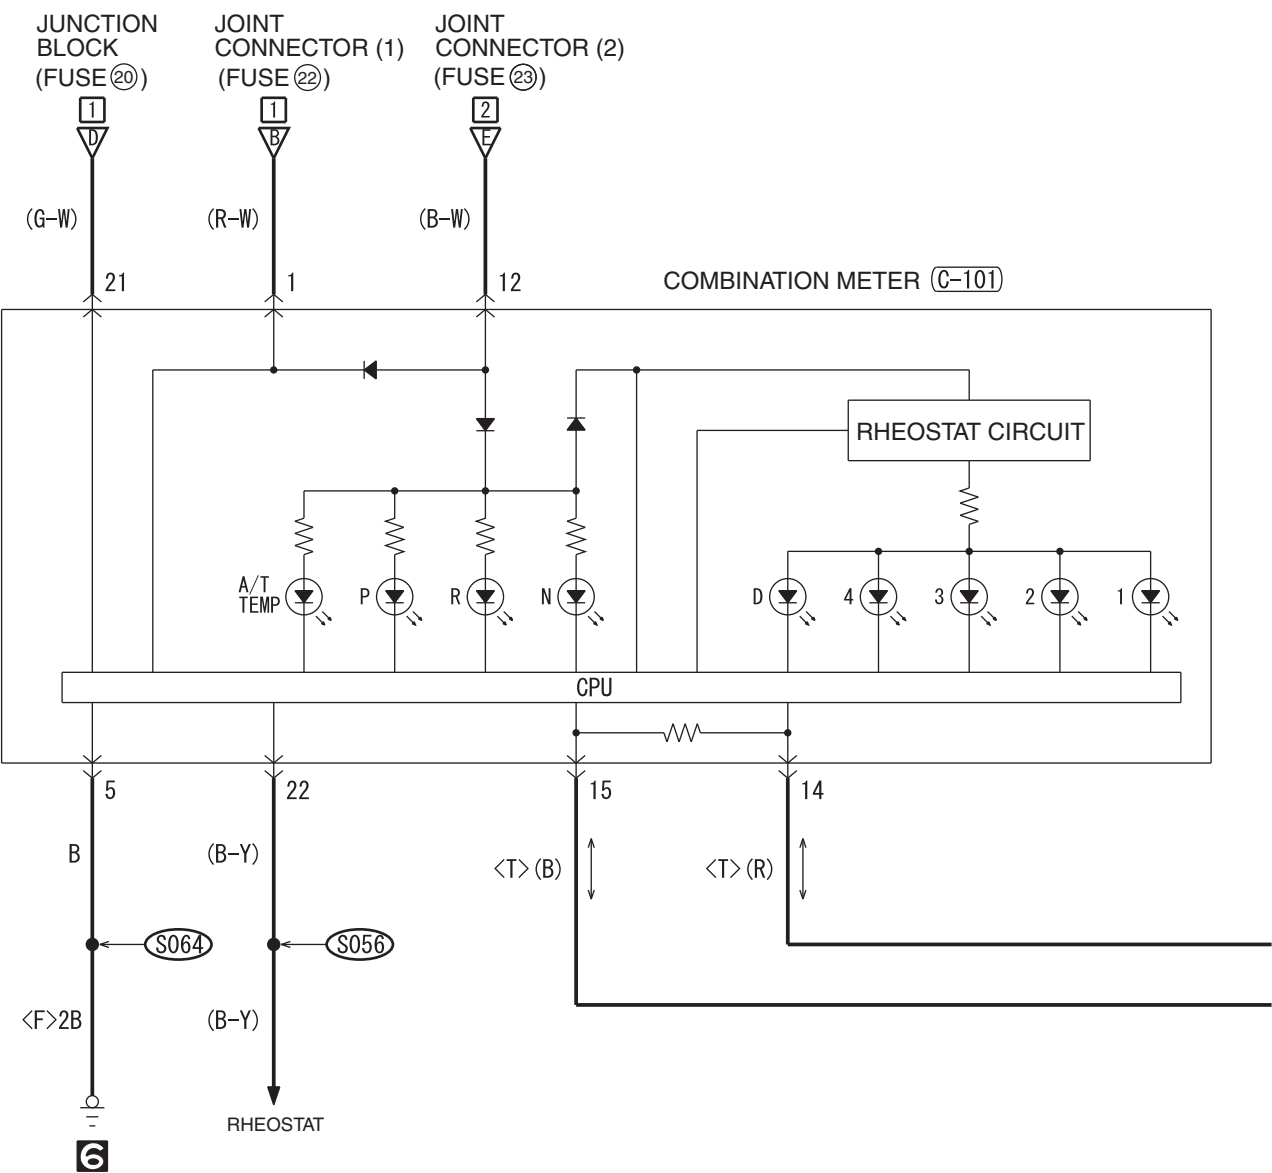 JUNCTION
BLOCK
(FUSE 20)
JOINT
CONNECTOR (1)
(FUSE 22)
JOINT
CONNECTOR (2)
(FUSE 23)
1
D
1
B
2
E
(G-W)
(R-W)
(B-W)
21
1
12
COMBINATION METER C-101
RHEOSTAT CIRCUIT
A/T
TEMP
P
R
N
D
4
3
2
1
CPU
5
22
15
14
B
(B-Y)
<T>(B)
<T>(R)
S064
S056
<F>2B
(B-Y)
RHEOSTAT
6